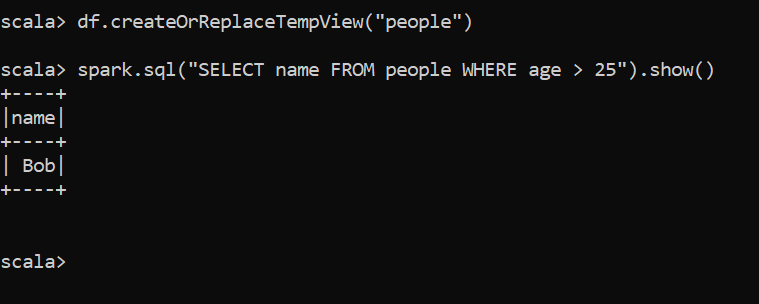 scala> df.createOrReplaceTempView("people")
scala> spark.sql("SELECT name FROM people WHERE age > 25").show()
+----+
|name|
+----+
| Bob|
+----+
scala>